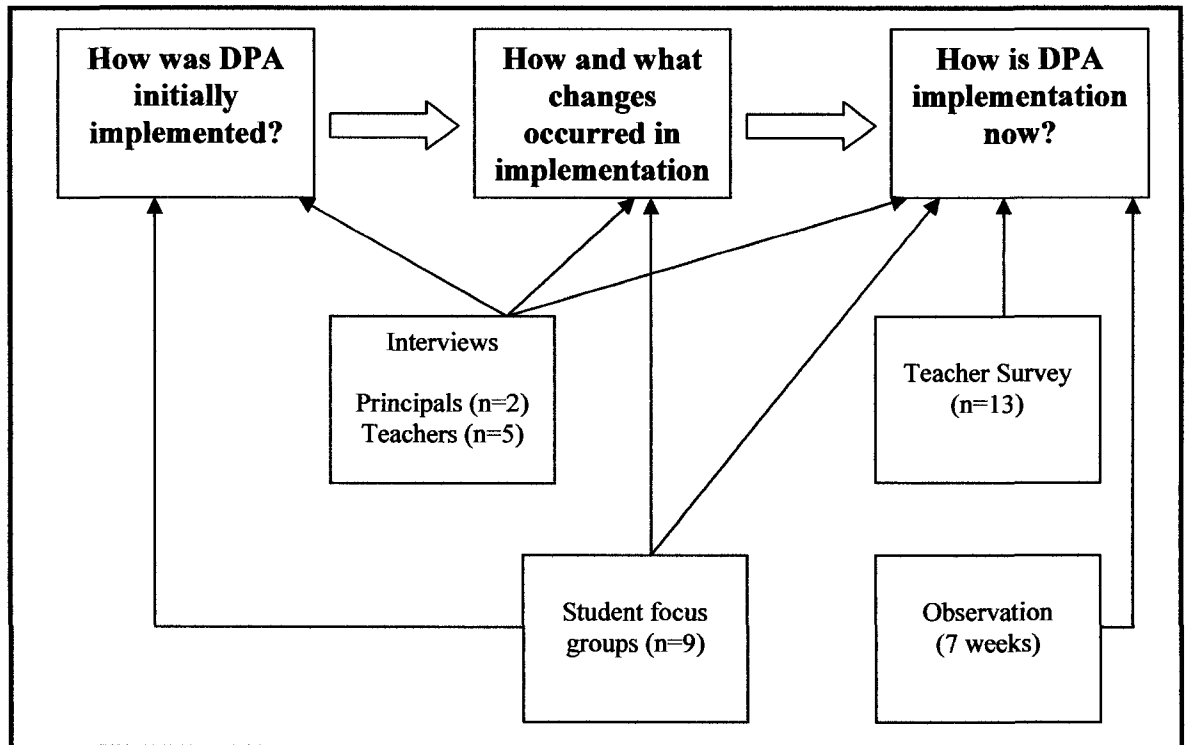 How was DPA
initially
implemented?
How and what
changes
occurred in
implementation
How is DPA
implementation
now?
Interviews
Principals (n=2)
Teachers (n=5)
Teacher Survey
(n=13)
Student focus
groups (n=9)
Observation
(7 weeks)